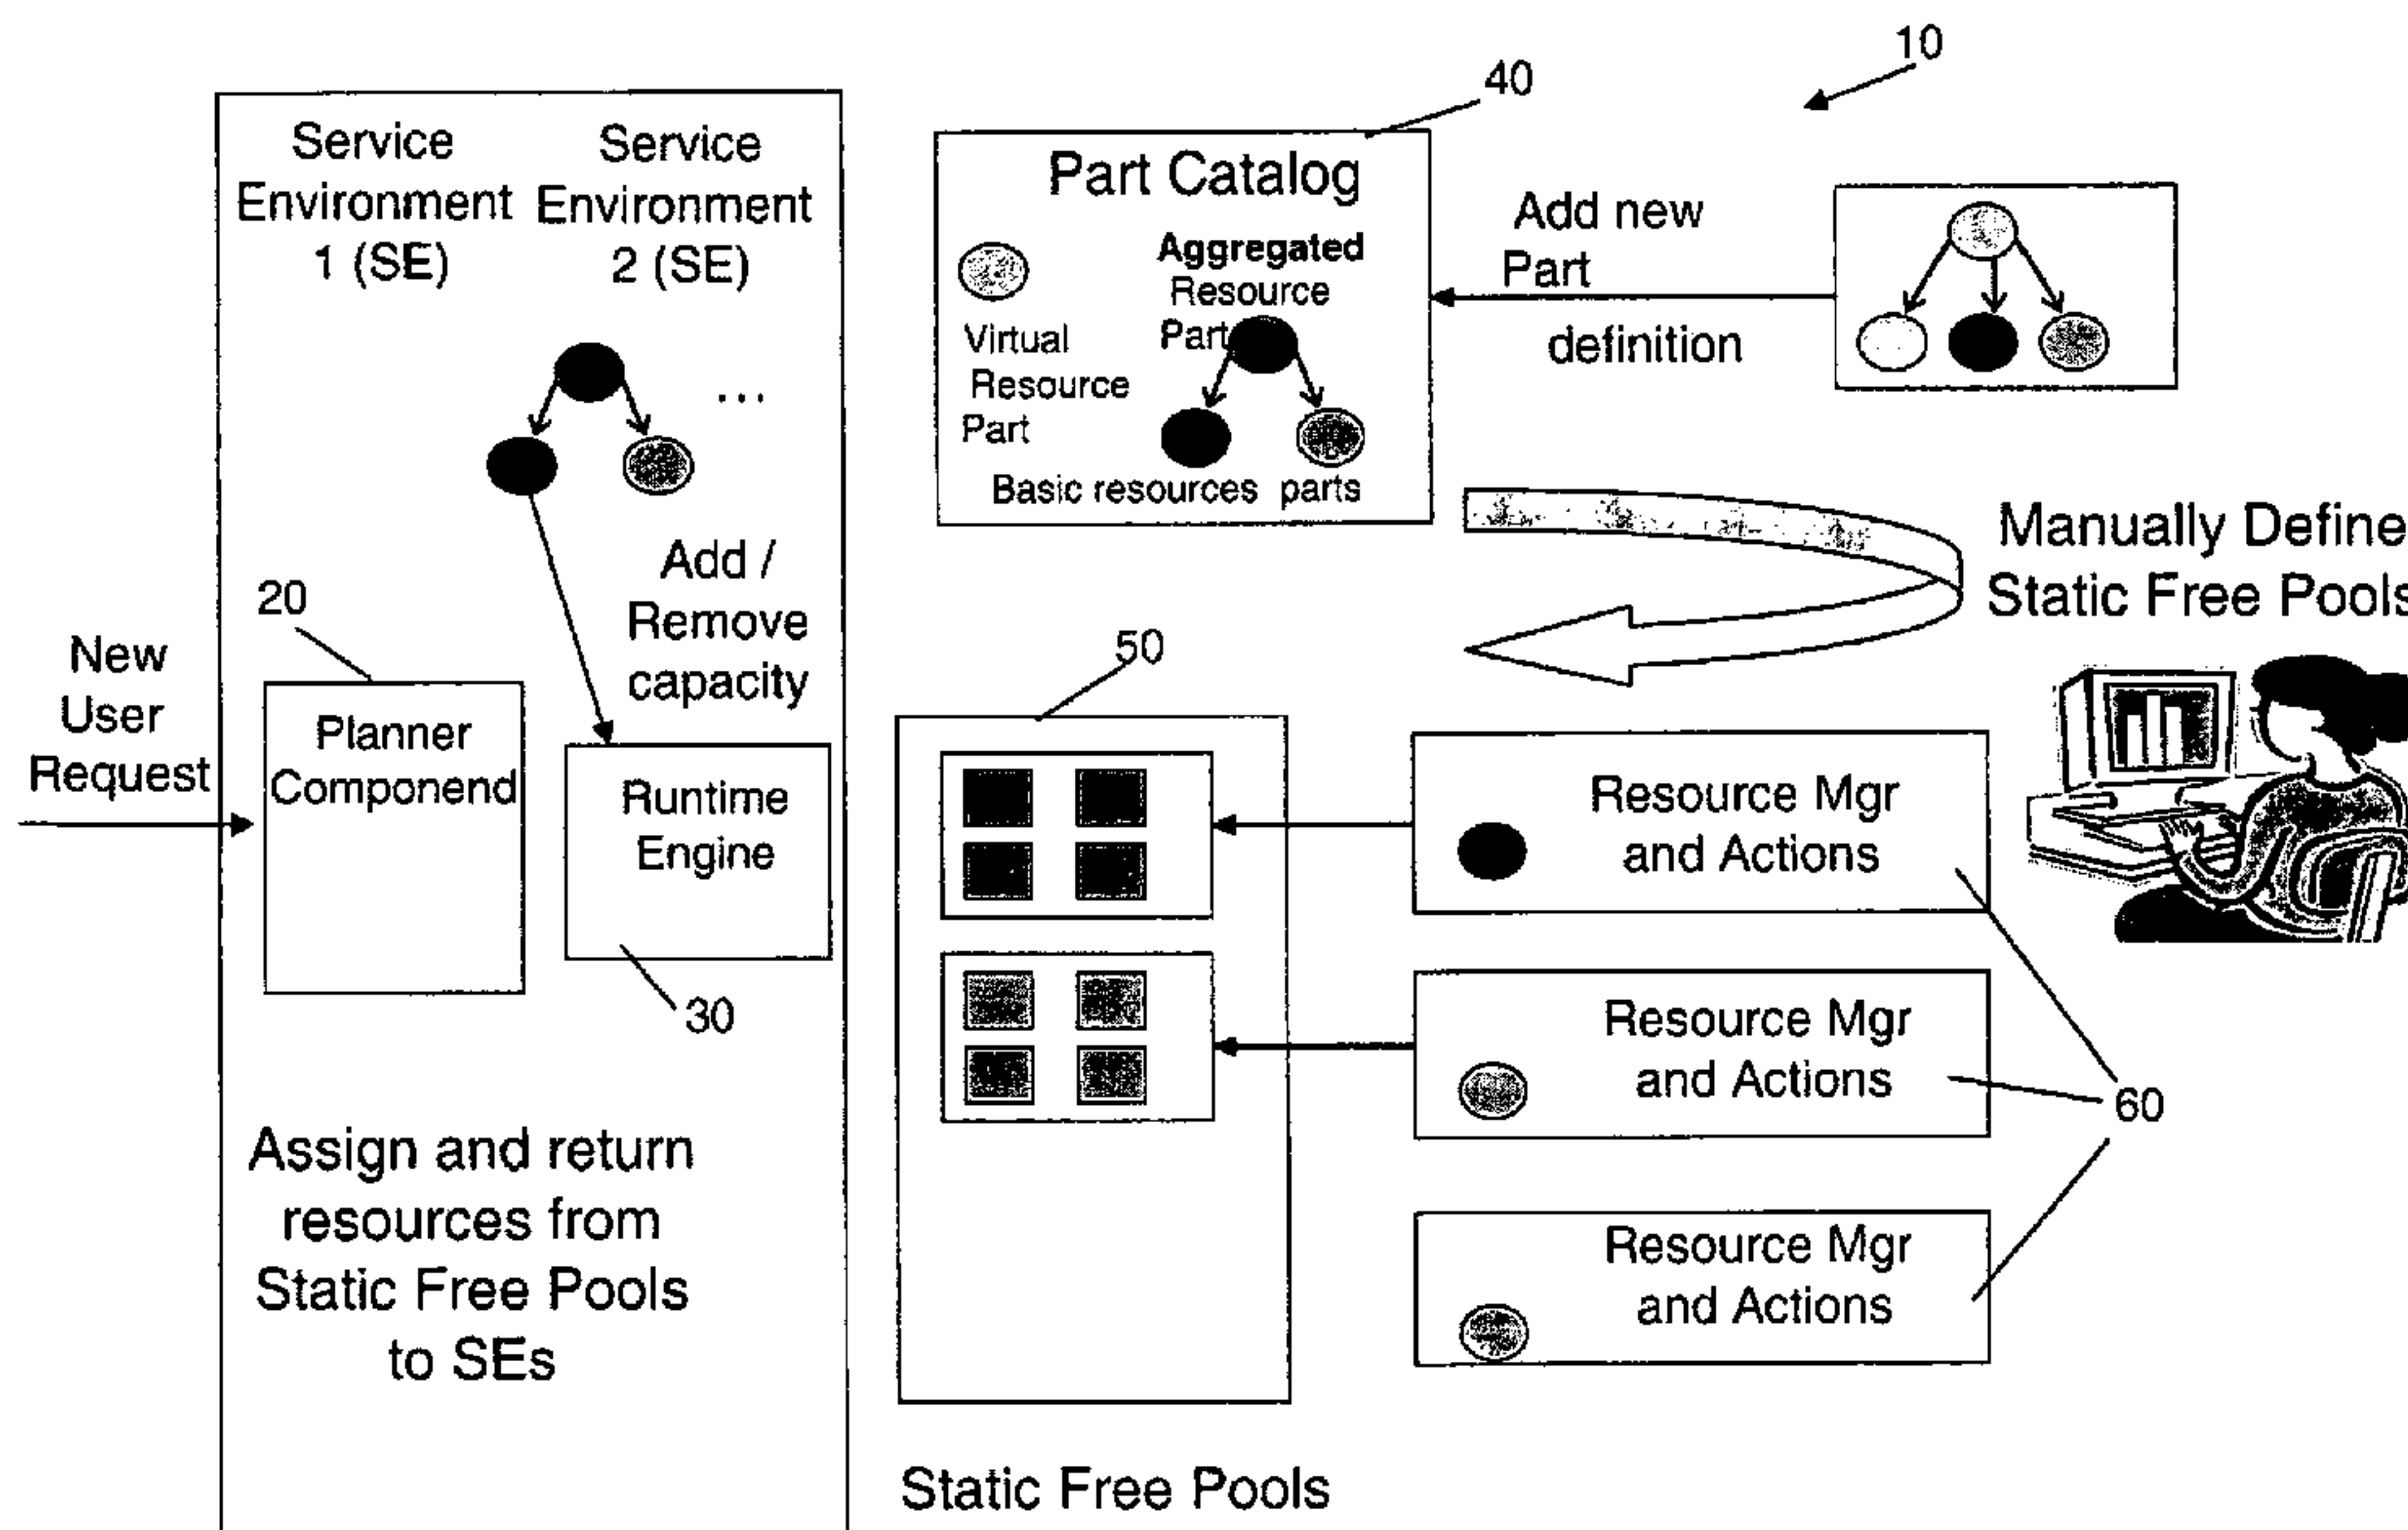 10
40
Service
Environment
1 (SE)
Service
Environment
2 (SE)
...
Part Catalog
Aggregated
Resource
Part
Virtual
Resource
Part
Basic resources parts
Add new
Part
definition
Manually Define
Static Free Pools
Add /
Remove
capacity
20
New
User
Request
Planner
Componend
Runtime
Engine
30
50
Resource Mgr
and Actions
Resource Mgr
and Actions
Resource Mgr
and Actions
60
Assign and return
resources from
Static Free Pools
to SEs
Static Free Pools